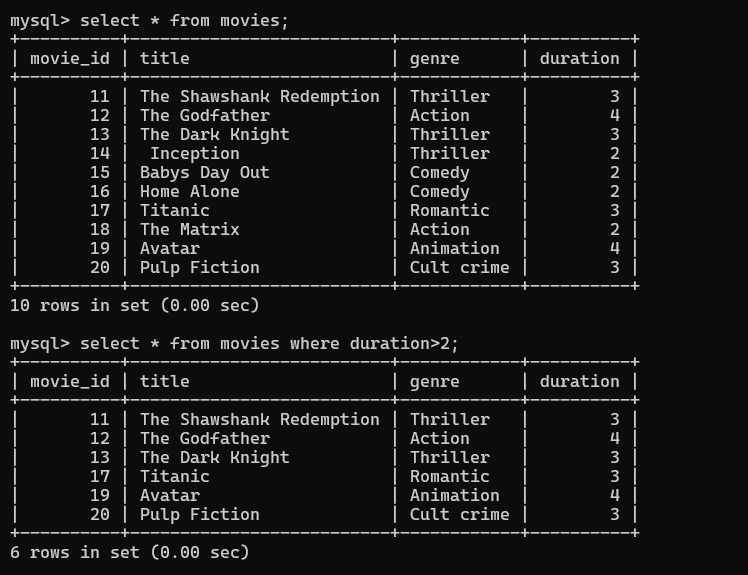 mysql> select * from movies;
+----------+--------------------------+------------+----------+
| movie_id | title                    | genre      | duration |
+----------+--------------------------+------------+----------+
|       11 | The Shawshank Redemption | Thriller   |        3 |
|       12 | The Godfather            | Action     |        4 |
|       13 | The Dark Knight          | Thriller   |        3 |
|       14 |  Inception               | Thriller   |        2 |
|       15 | Babys Day Out            | Comedy     |        2 |
|       16 | Home Alone               | Comedy     |        2 |
|       17 | Titanic                  | Romantic   |        3 |
|       18 | The Matrix               | Action     |        2 |
|       19 | Avatar                   | Animation  |        4 |
|       20 | Pulp Fiction             | Cult crime |        3 |
+----------+--------------------------+------------+----------+
10 rows in set (0.00 sec)

mysql> select * from movies where duration>2;
+----------+--------------------------+------------+----------+
| movie_id | title                    | genre      | duration |
+----------+--------------------------+------------+----------+
|       11 | The Shawshank Redemption | Thriller   |        3 |
|       12 | The Godfather            | Action     |        4 |
|       13 | The Dark Knight          | Thriller   |        3 |
|       17 | Titanic                  | Romantic   |        3 |
|       19 | Avatar                   | Animation  |        4 |
|       20 | Pulp Fiction             | Cult crime |        3 |
+----------+--------------------------+------------+----------+
6 rows in set (0.00 sec)